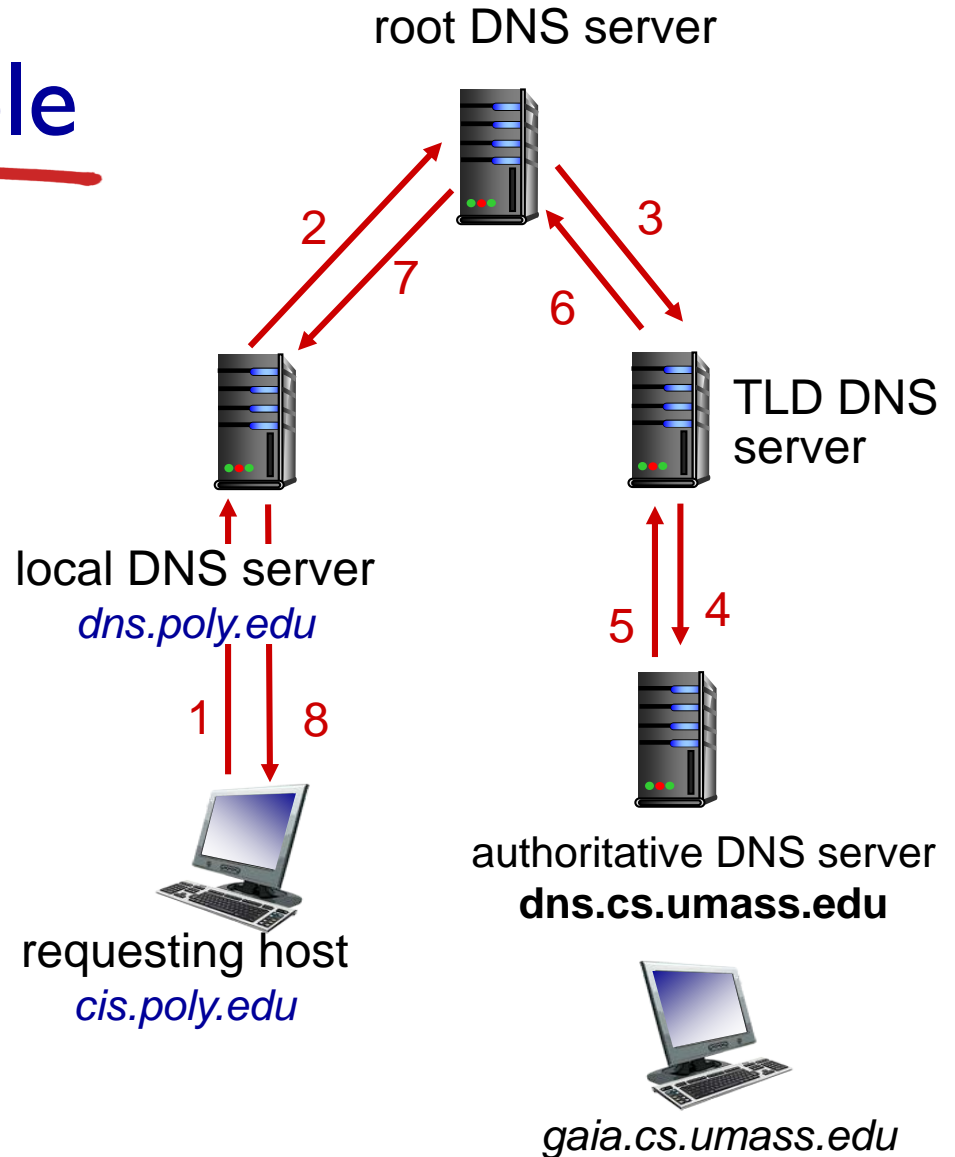 root DNS server
le
2
3
7
6
TLD DNS
server
local DNS server
dns.poly.edu
5
4
1
8
authoritative DNS server
dns.cs.umass.edu
requesting host
cis.poly.edu
gaia.cs.umass.edu